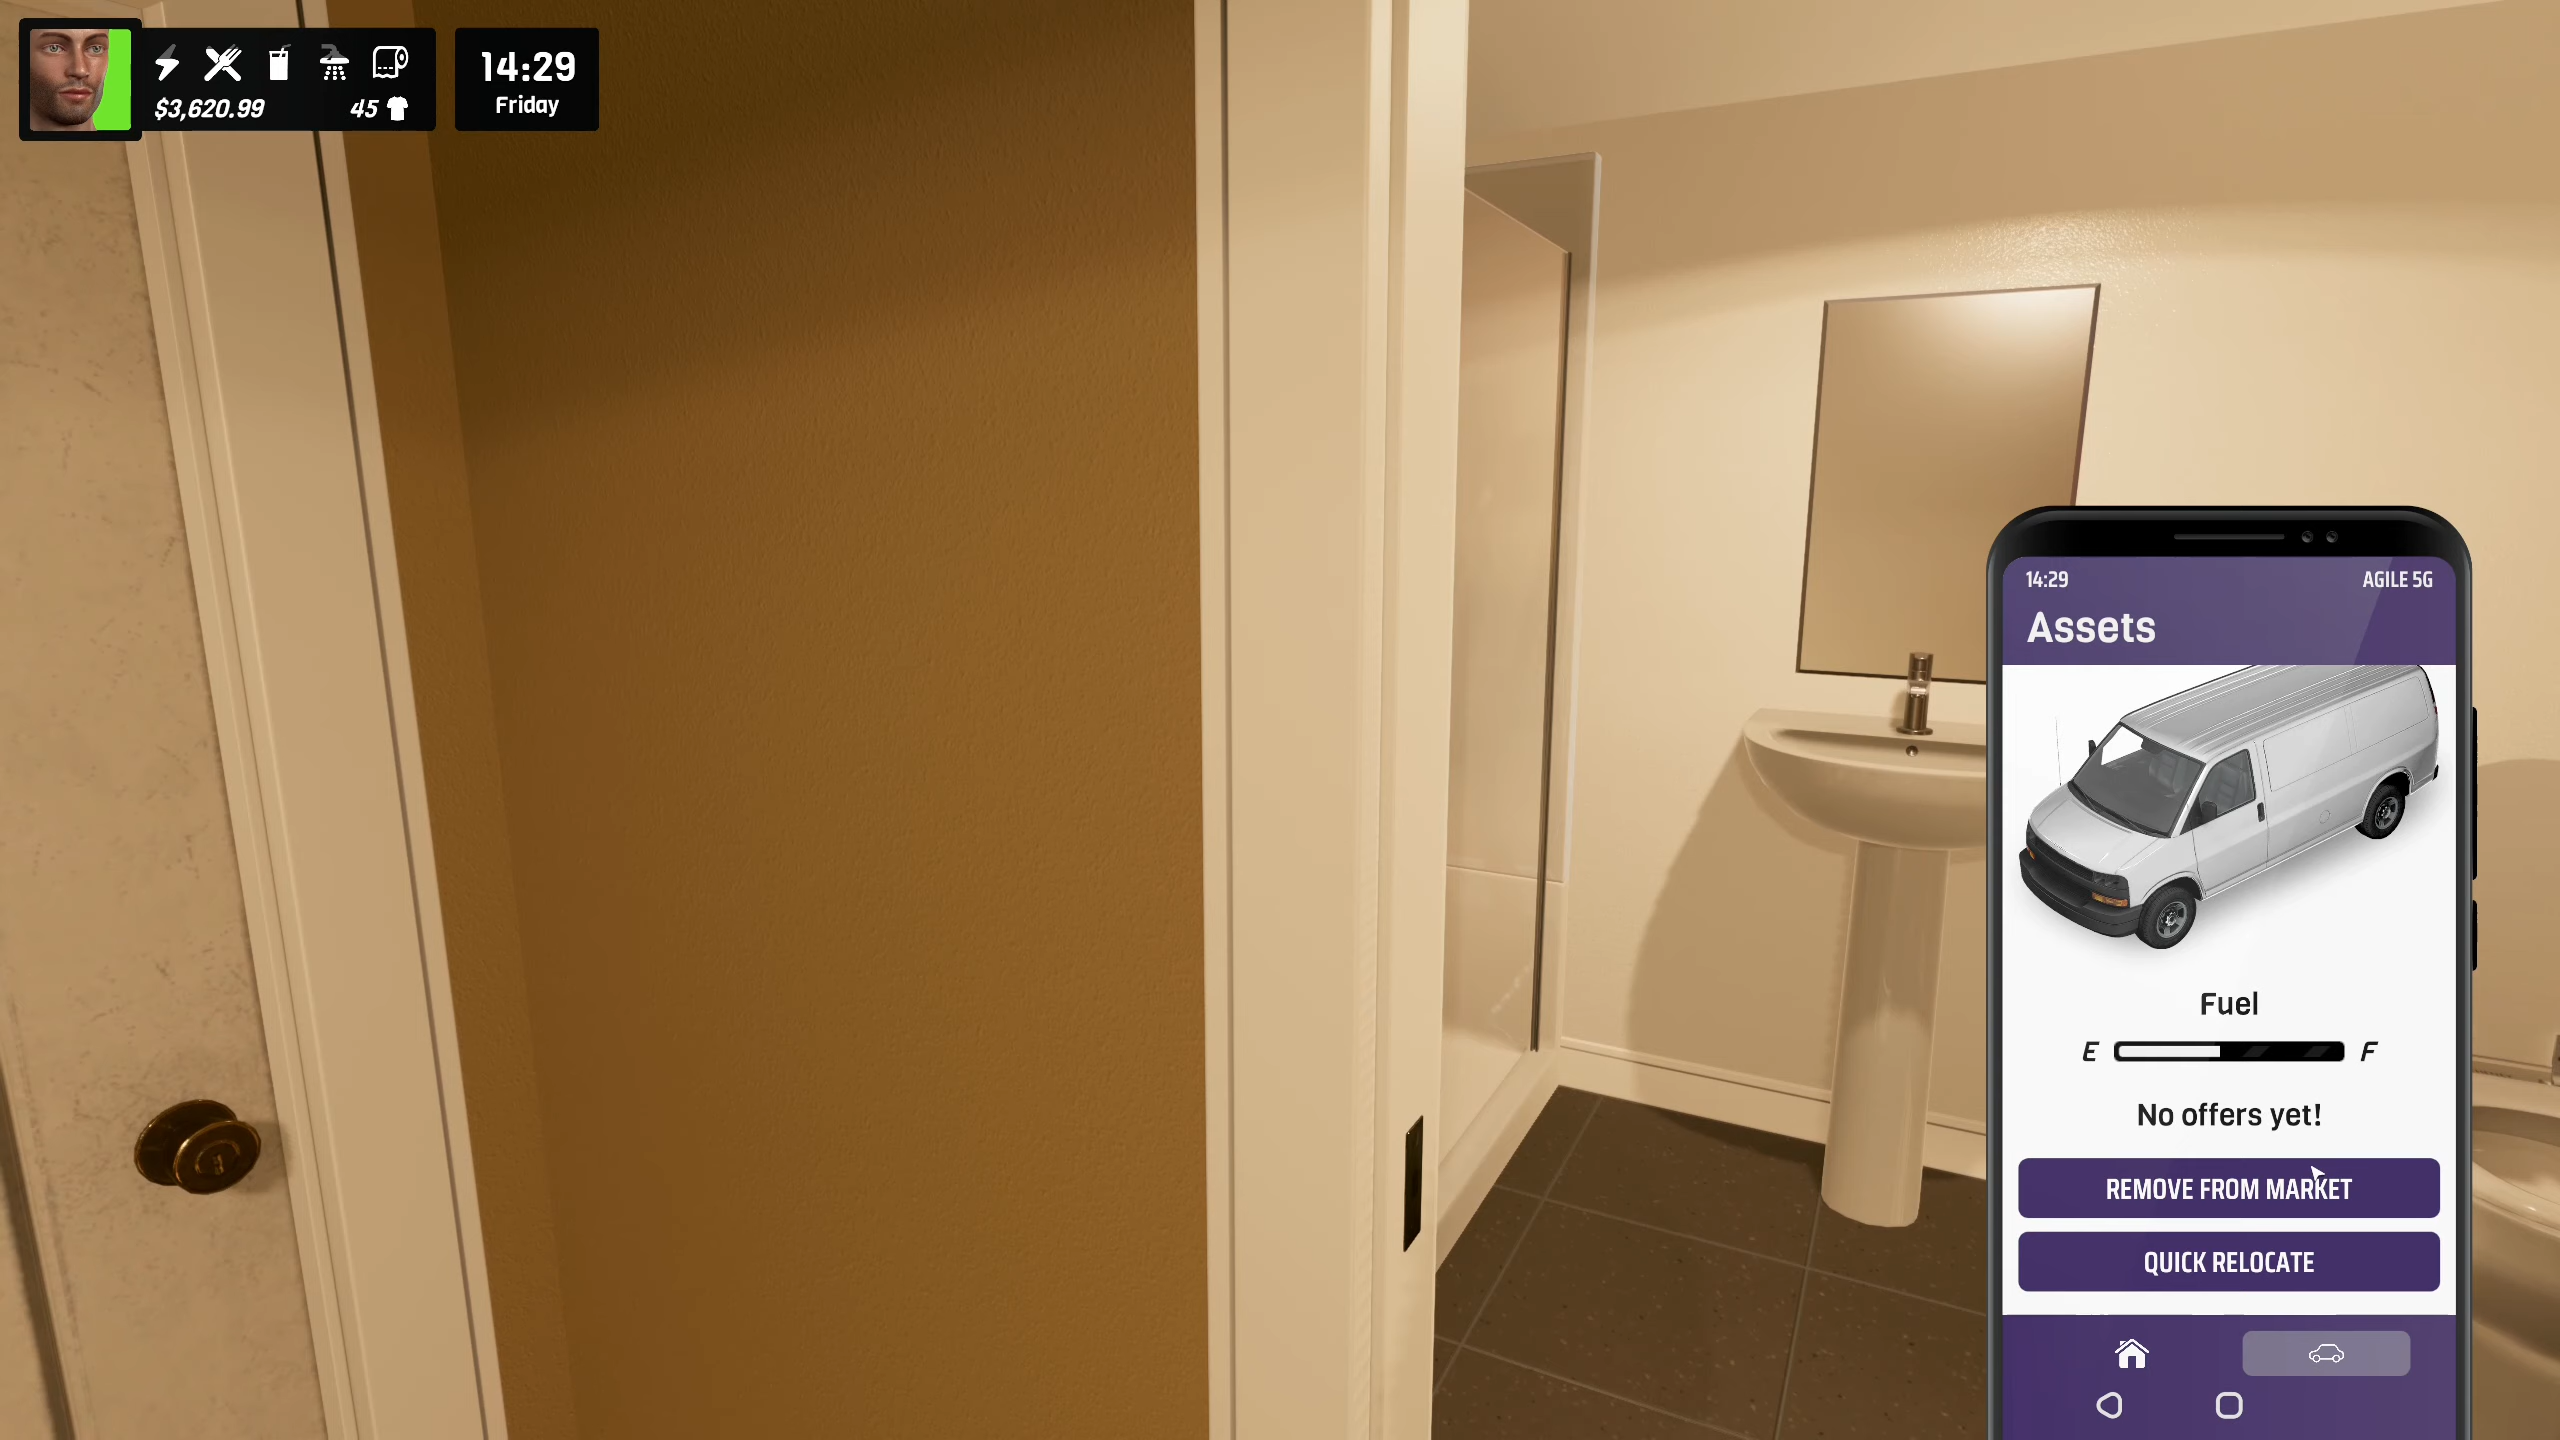 $3,620.99
45
14:29
Friday
14:29
AGILE 5G
Assets
Fuel
E
F
No offers yet!
REMOVE FROM MARKET
QUICK RELOCATE